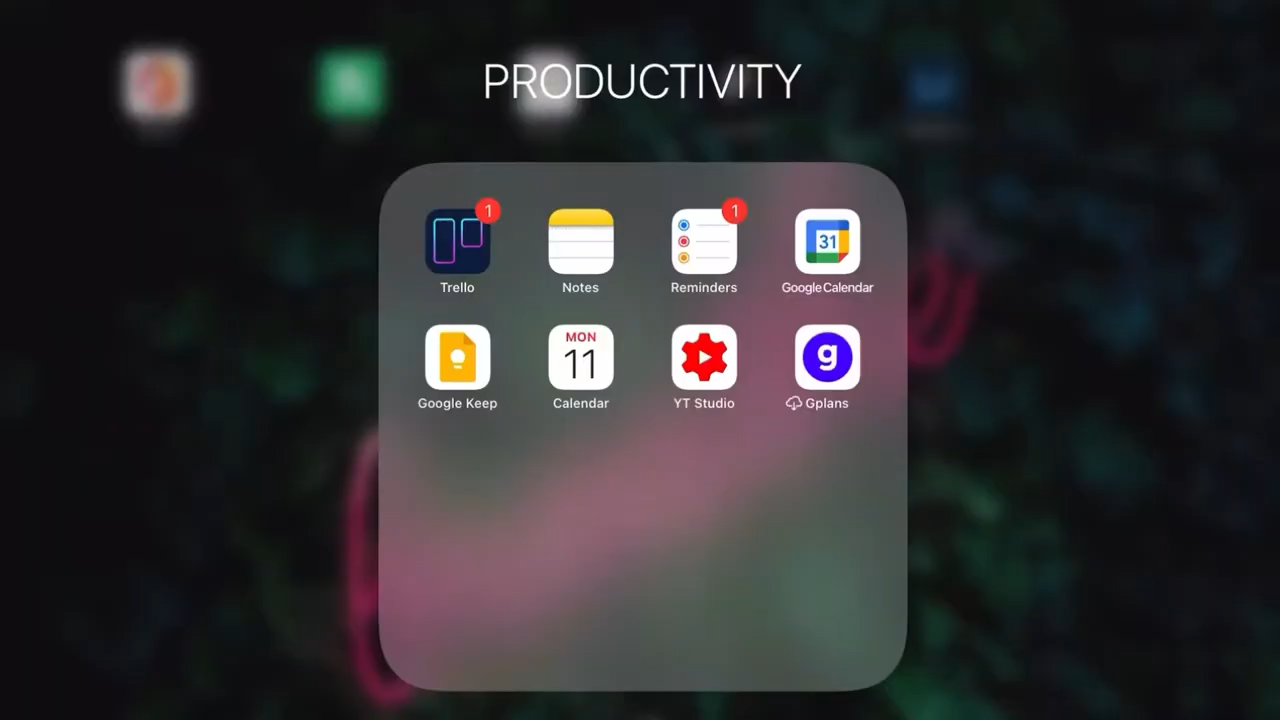 PRODUCTIVITY
1
1
31
Trello
Notes
Reminders
Google Calendar
MON
11
g
Google Keep
Calendar
YT Studio
Gplans